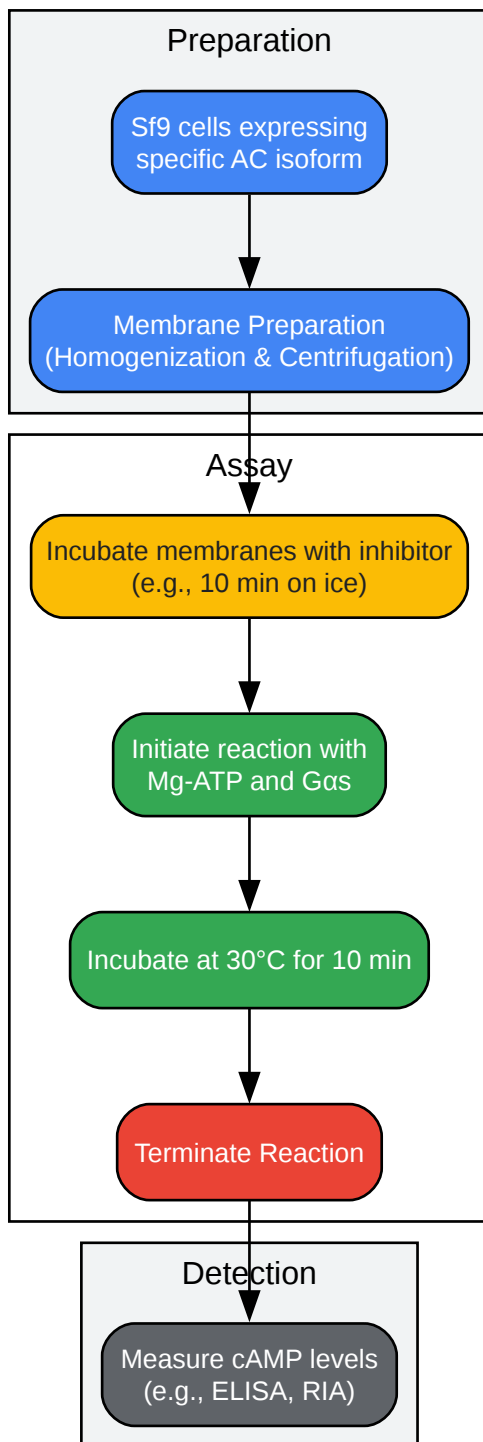 Preparation
Sf9 cells expressing
specific AC isoform
Membrane Preparation
(Homogenization & Centrifugation)
Assay
Incubate membranes with inhibitor
(e.g., 10 min on ice)
Initiate reaction with
Mg-ATP and Gαs
Incubate at 30°C for 10 min
Terminate Reaction
Detection
Measure cAMP levels
(e.g., ELISA, RIA)